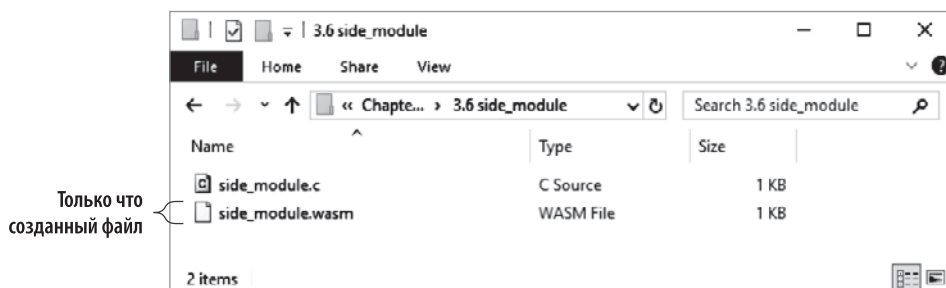 3.6 side_module
File Home Share View
« Chapte... › 3.6 side_module
Search 3.6 side_module
Name Type Size
side_module.c C Source 1 KB
Только что
созданный файл
side_module.wasm WASM File 1 KB
2 items